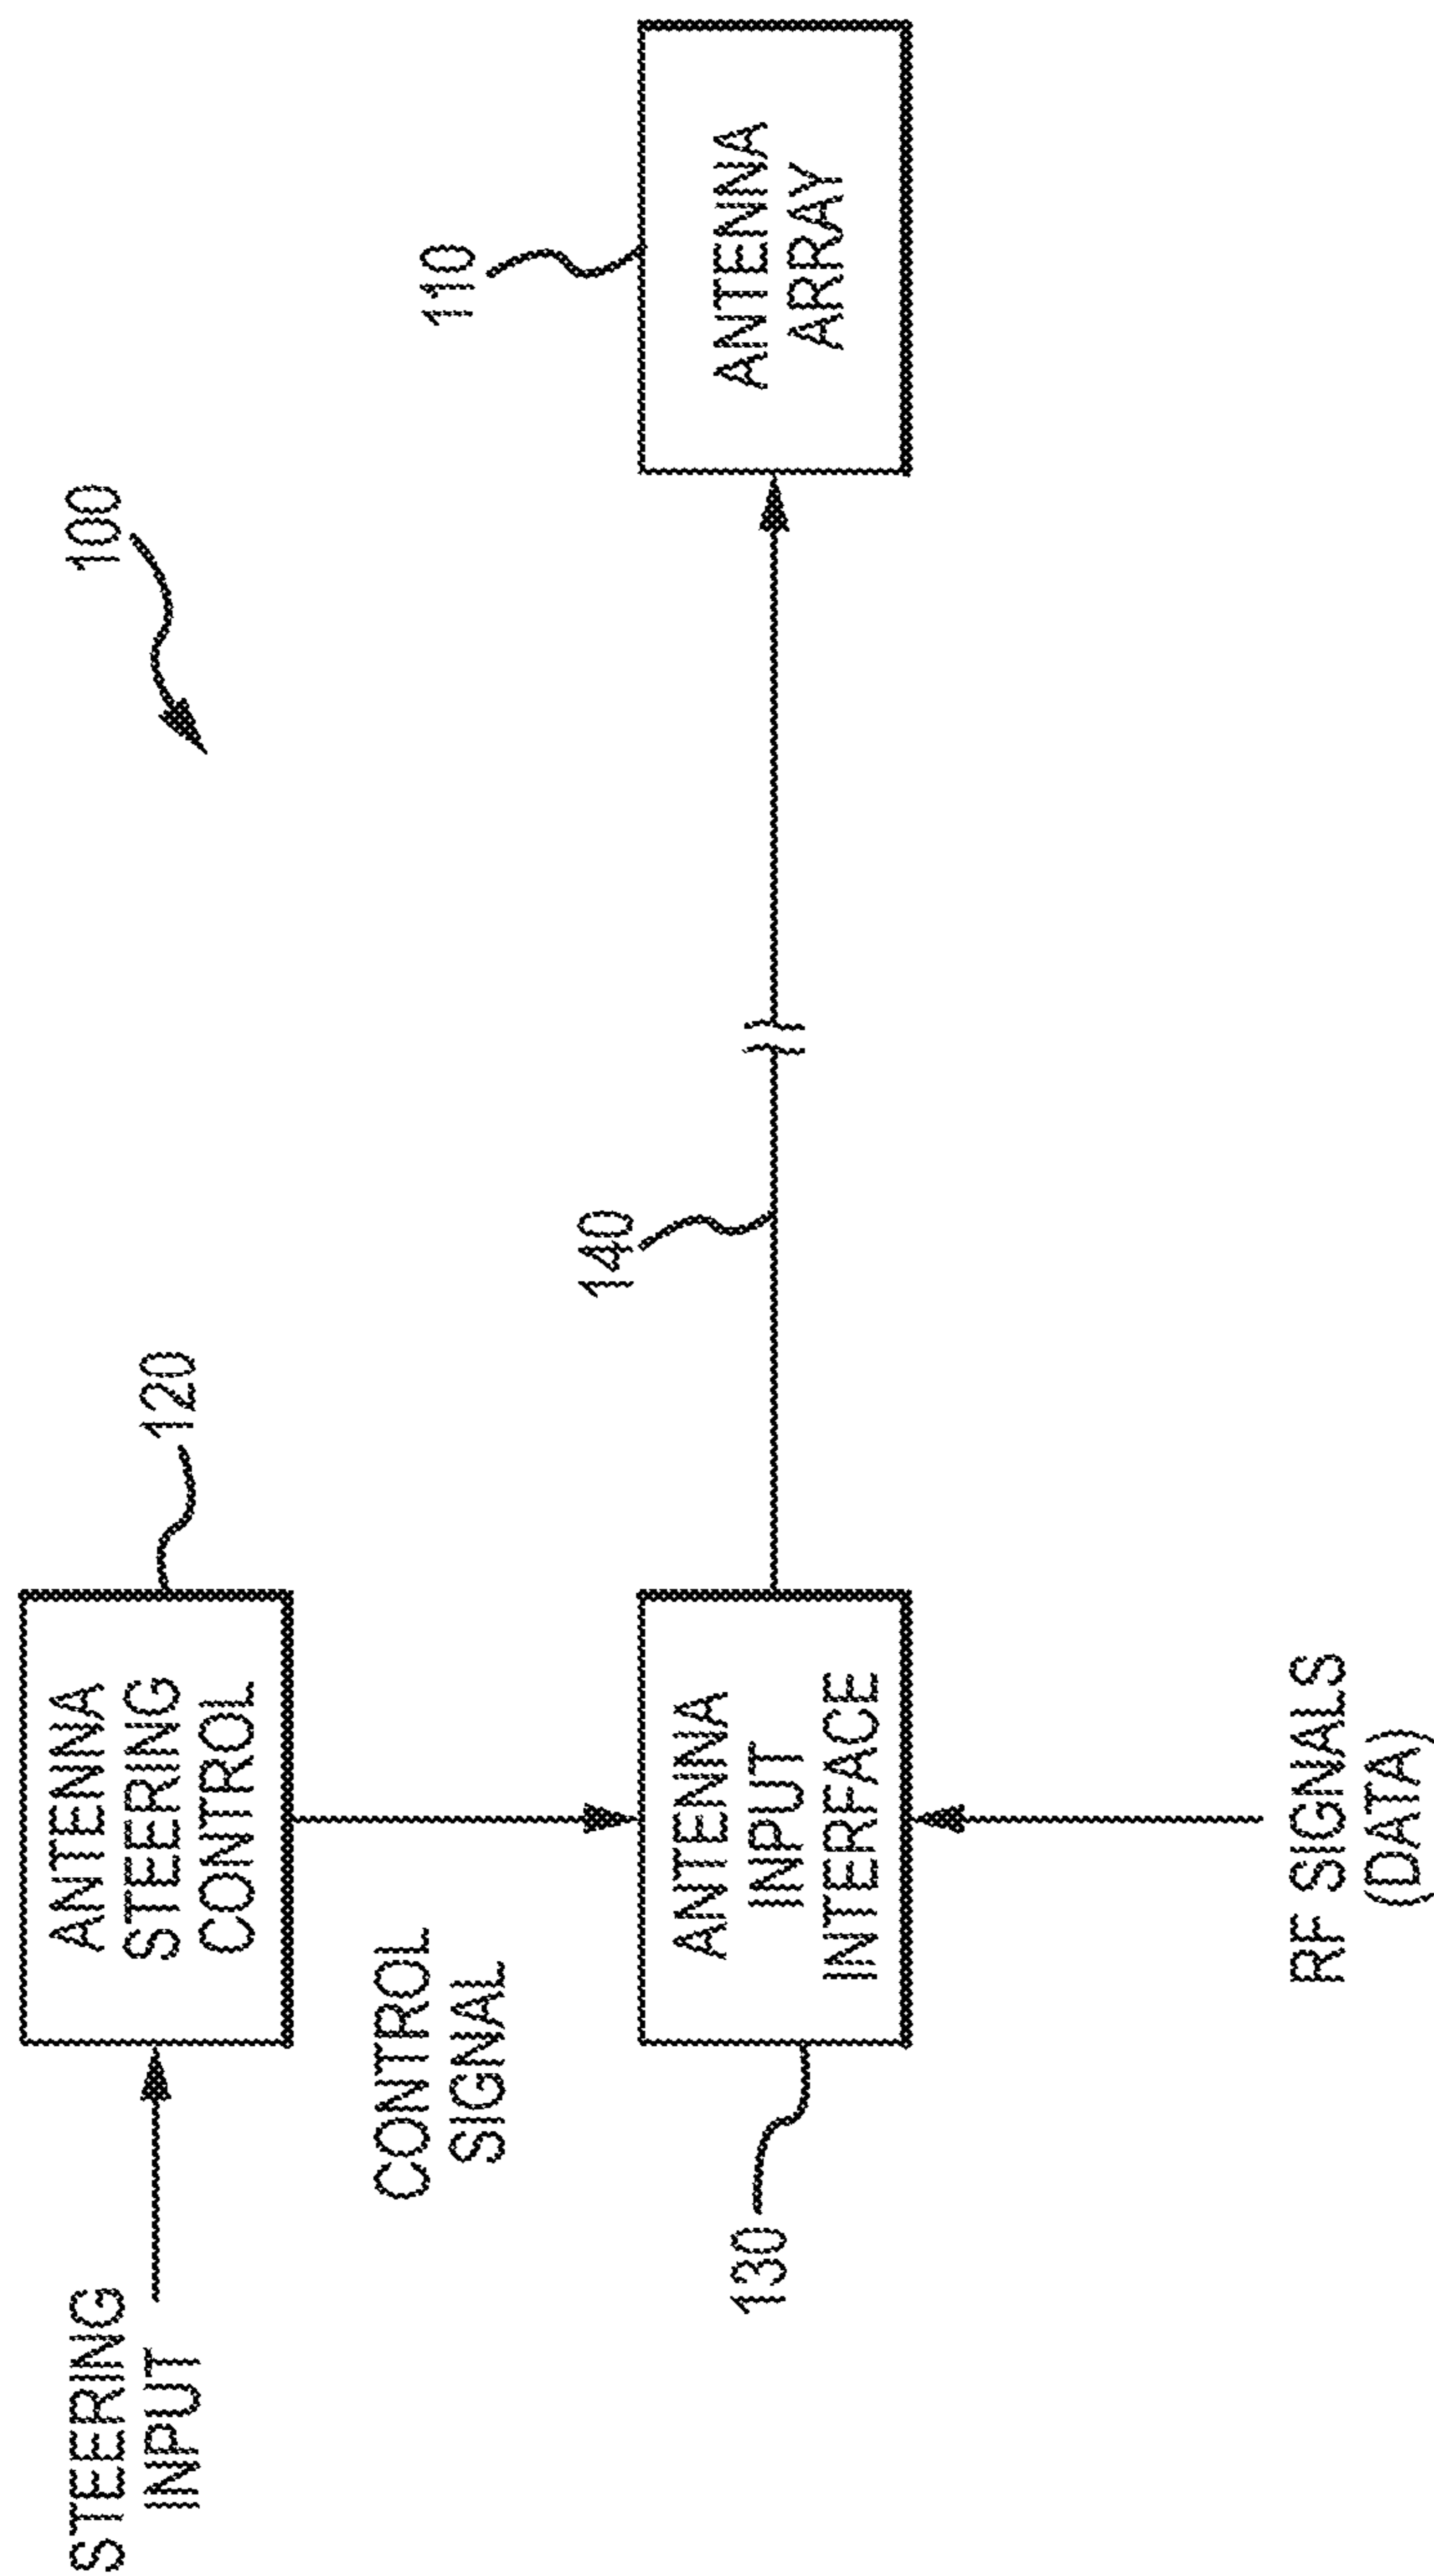 100
STEERING
INPUT
ANTENNA
STEERING
CONTROL
120
CONTROL
SIGNAL
130
ANTENNA
INPUT
INTERFACE
140
110
ANTENNA
ARRAY
RF SIGNALS
(DATA)